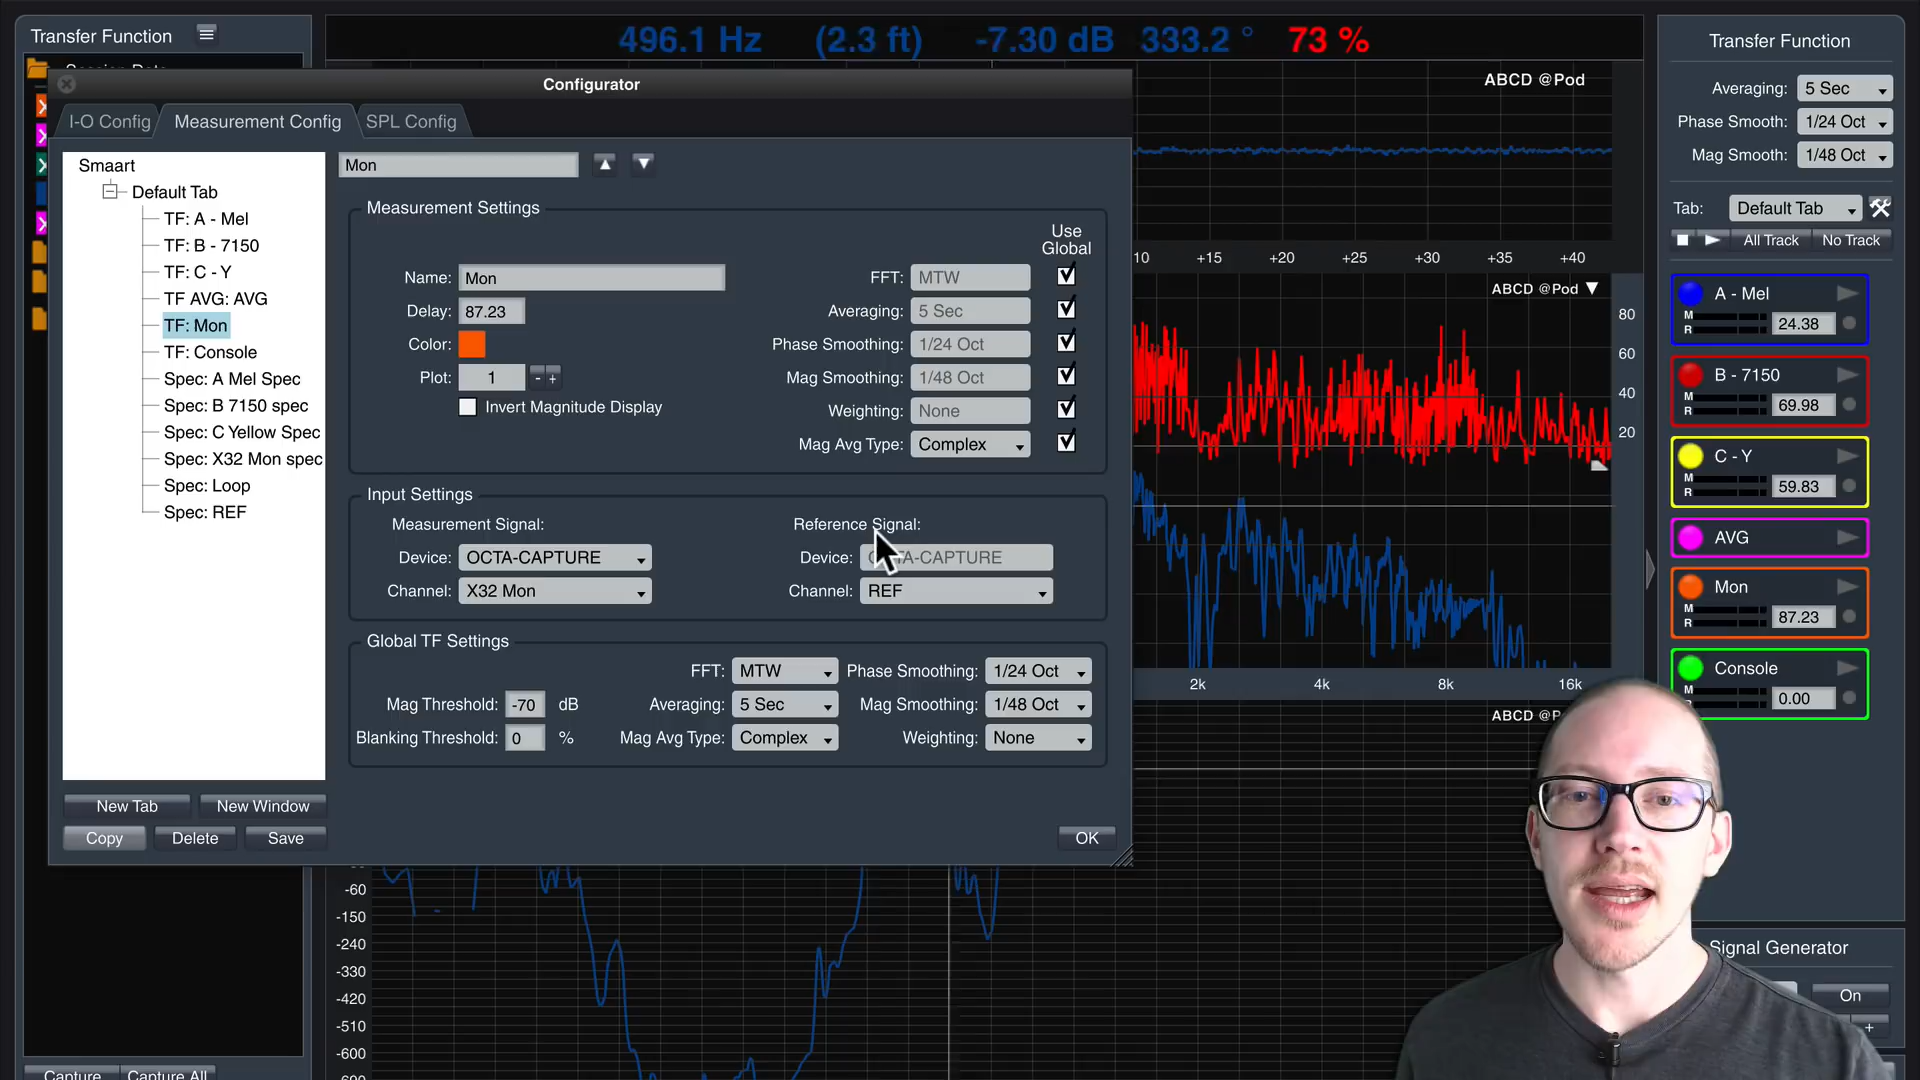 Transfer Function
496.1 Hz (2.3 ft) -7.30 dB 333.2 ° 73 %
Configurator
I-O Config Measurement Config SPL Config
Smaart
Default Tab
TF: A - Mel
TF: B - 7150
TF: C - Y
TF AVG: AVG
TF: Mon
TF: Console
Spec: A Mel Spec
Spec: B 7150 spec
Spec: C Yellow Spec
Spec: X32 Mon spec
Spec: Loop
Spec: REF
New Tab New Window
Copy Delete Save
Mon
Measurement Settings
Use
Global
Name: Mon
Delay: 87.23
Color:
Plot: 1 - +
Invert Magnitude Display
FFT: MTW
Averaging: 5 Sec
Phase Smoothing: 1/24 Oct
Mag Smoothing: 1/48 Oct
Weighting: None
Mag Avg Type: Complex
Input Settings
Measurement Signal:
Device: OCTA-CAPTURE
Channel: X32 Mon
Reference Signal:
Device: TA-CAPTURE
Channel: REF
Global TF Settings
FFT: MTW Phase Smoothing: 1/24 Oct
Mag Threshold: -70 dB Averaging: 5 Sec Mag Smoothing: 1/48 Oct
Blanking Threshold: 0 % Mag Avg Type: Complex Weighting: None
OK
ABCD @Pod
10 +15 +20 +25 +30 +35 +40
ABCD @Pod
80
60
40
20
2k 4k 8k 16k
ABCD
-60
-150
-240
-330
-420
-510
-600
Capture Capture All
Transfer Function
Averaging: 5 Sec
Phase Smooth: 1/24 Oct
Mag Smooth: 1/48 Oct
Tab: Default Tab
All Track No Track
A - Mel
M
R 24.38
B - 7150
M
R 69.98
C - Y
M
R 59.83
AVG
Mon
M
R 87.23
Console
M
0.00
Signal Generator
On
+